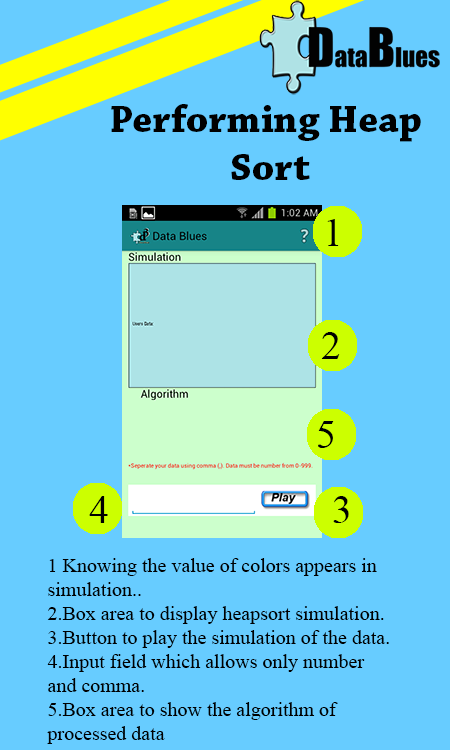 DataBlues
Performing Heap
Sort
1:02 AM
Data Blues
?
1
Simulation
Users Data
2
Algorithm
5
*Seperate your data using comma (,). Data must be number from 0-999.
4
Play
3
1 Knowing the value of colors appears in
simulation..
2.Box area to display heapsort simulation.
3.Button to play the simulation of the data.
4.Input field which allows only number
and comma.
5.Box area to show the algorithm of
processed data